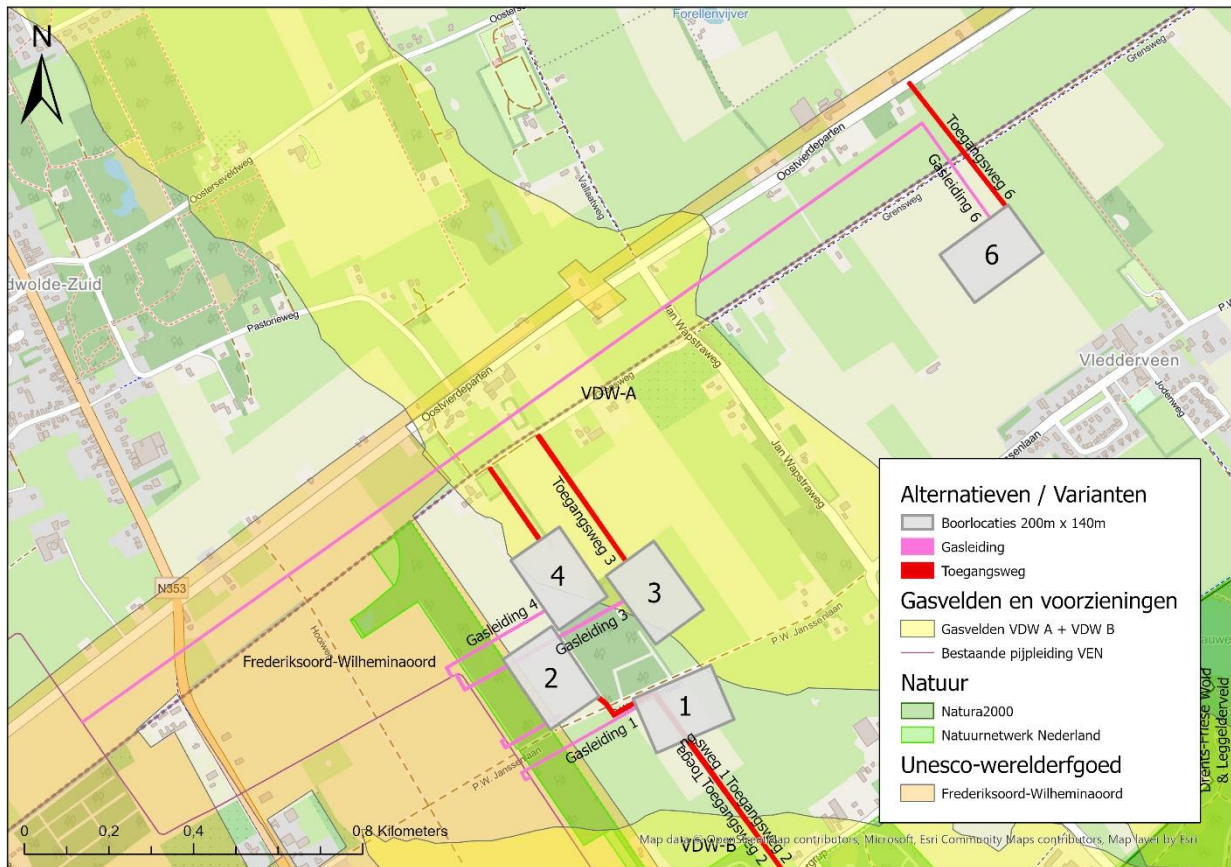 N
Forellenvijver
Oosterseveldweg
Grensweg
Oostvierdeparten
Toegangsweg 6
Gasleiding 6
Vallaatweg
Oosterseveldweg
Grensweg
6
dwolde-Zuid
Pastorieweg
Jan Wapstraweg
Vledderveen
Jodenweg
Oostvierdeparten
VDW-A
Jan Wapstraweg
Toegangsweg 3
N353
4
3
Gasleiding 4
Gasleiding 3
P.W. Janssenlaan
Hooiweg
Frederiksoord-Wilheminaoord
2
1
Gasleiding 1
P.W. Janssenlaan
Toegangsweg 2
VDW-B
Alternatieven / Varianten
Boorlocaties 200m x 140m
Gasleiding
Toegangsweg
Gasvelden en voorzieningen
Gasvelden VDW A + VDW B
Bestaande pijpleiding VEN
Natuur
Natura2000
Natuurnetwerk Nederland
Unesco-werelderfgoed
Frederiksoord-Wilheminaoord
Drents-Friese Wold
& Leggelderveld
0 0,2 0,4 0,8 Kilometers
Map data © OpenStreetMap contributors, Microsoft, Esri Community Maps contributors, Map layer by Esri